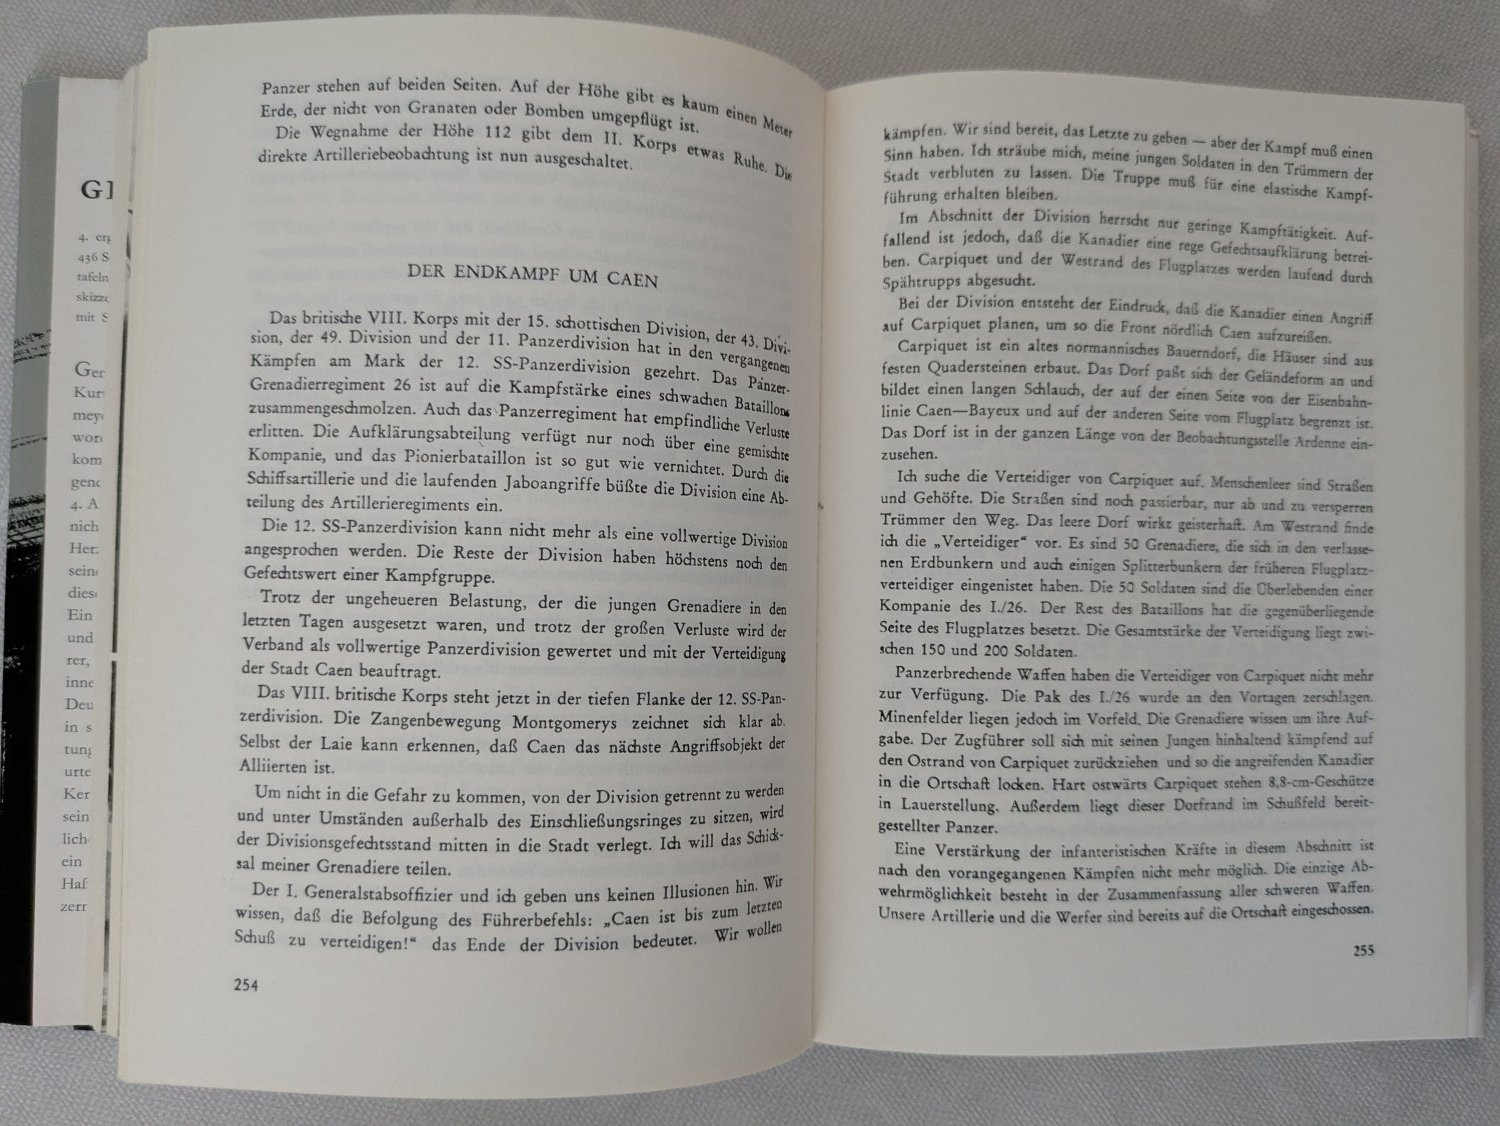 GE
4. erg
436 S
tafeln
skizze
mit S
Ger
Kurt
meye
word
kom
gend
4. A
nich
Her
seine
diese
Ein
und
rer,
inne
Deu
in s
tung
urte
Ker
sein
lich
ein
Haf
zerr
Panzer stehen auf beiden Seiten. Auf der Höhe gibt es kaum einen Meter
Erde, der nicht von Granaten oder Bomben umgepflügt ist.
Die Wegnahme der Höhe 112 gibt dem II. Korps etwas Ruhe. Die
direkte Artilleriebeobachtung ist nun ausgeschaltet.
DER ENDKAMPF UM CAEN
Das britische VIII. Korps mit der 15. schottischen Division, der 43. Divi-
sion, der 49. Division und der 11. Panzerdivision hat in den vergangenen
Kämpfen am Mark der 12. SS-Panzerdivision gezehrt. Das Panzer-
Grenadierregiment 26 ist auf die Kampfstärke eines schwachen Bataillons
zusammengeschmolzen. Auch das Panzerregiment hat empfindliche Verluste
erlitten. Die Aufklärungsabteilung verfügt nur noch über eine gemischte
Kompanie, und das Pionierbataillon ist so gut wie vernichtet. Durch die
Schiffsartillerie und die laufenden Jaboangriffe büßte die Division eine Ab-
teilung des Artillerieregiments ein.
Die 12. SS-Panzerdivision kann nicht mehr als eine vollwertige Division
angesprochen werden. Die Reste der Division haben höchstens noch den
Gefechtswert einer Kampfgruppe.
Trotz der ungeheueren Belastung, der die jungen Grenadiere in den
letzten Tagen ausgesetzt waren, und trotz der großen Verluste wird der
Verband als vollwertige Panzerdivision gewertet und mit der Verteidigung
der Stadt Caen beauftragt.
Das VIII. britische Korps steht jetzt in der tiefen Flanke der 12. SS-Pan-
zerdivision. Die Zangenbewegung Montgomerys zeichnet sich klar ab.
Selbst der Laie kann erkennen, daß Caen das nächste Angriffsobjekt der
Alliierten ist.
Um nicht in die Gefahr zu kommen, von der Division getrennt zu werden
und unter Umständen außerhalb des Einschließungsringes zu sitzen, wird
der Divisionsgefechtsstand mitten in die Stadt verlegt. Ich will das Schick-
sal meiner Grenadiere teilen.
Der I. Generalstabsoffizier und ich geben uns keinen Illusionen hin. Wir
wissen, daß die Befolgung des Führerbefehls: „Caen ist bis zum letzten
Schuß zu verteidigen!“ das Ende der Division bedeutet. Wir wollen
254
kämpfen. Wir sind bereit, das Letzte zu geben — aber der Kampf muß einen
Sinn haben. Ich sträube mich, meine jungen Soldaten in den Trümmern der
Stadt verbluten zu lassen. Die Truppe muß für eine elastische Kampf-
führung erhalten bleiben.
Im Abschnitt der Division herrscht nur geringe Kampftätigkeit. Auf-
fallend ist jedoch, daß die Kanadier eine rege Gefechtsaufklärung betrei-
ben. Carpiquet und der Westrand des Flugplatzes werden laufend durch
Spähtrupps abgesucht.
Bei der Division entsteht der Eindruck, daß die Kanadier einen Angriff
auf Carpiquet planen, um so die Front nördlich Caen aufzureißen.
Carpiquet ist ein altes normannisches Bauerndorf, die Häuser sind aus
festen Quadersteinen erbaut. Das Dorf paßt sich der Geländeform an und
bildet einen langen Schlauch, der auf der einen Seite von der Eisenbahn-
linie Caen—Bayeux und auf der anderen Seite vom Flugplatz begrenzt ist.
Das Dorf ist in der ganzen Länge von der Beobachtungsstelle Ardenne ein-
zusehen.
Ich suche die Verteidiger von Carpiquet auf. Menschenleer sind Straßen
und Gehöfte. Die Straßen sind noch passierbar, nur ab und zu versperren
Trümmer den Weg. Das leere Dorf wirkt geisterhaft. Am Westrand finde
ich die „Verteidiger“ vor. Es sind 50 Grenadiere, die sich in den verlasse-
nen Erdbunkern und auch einigen Splitterbunkern der früheren Flugplatz-
verteidiger eingenistet haben. Die 50 Soldaten sind die Überlebenden einer
Kompanie des I./26. Der Rest des Bataillons hat die gegenüberliegende
Seite des Flugplatzes besetzt. Die Gesamtstärke der Verteidigung liegt zwi-
schen 150 und 200 Soldaten.
Panzerbrechende Waffen haben die Verteidiger von Carpiquet nicht mehr
zur Verfügung. Die Pak des I./26 wurde an den Vortagen zerschlagen.
Minenfelder liegen jedoch im Vorfeld. Die Grenadiere wissen um ihre Auf-
gabe. Der Zugführer soll sich mit seinen Jungen hinhaltend kämpfend auf
den Ostrand von Carpiquet zurückziehen und so die angreifenden Kanadier
in die Ortschaft locken. Hart ostwärts Carpiquet stehen 8,8-cm-Geschütze
in Lauerstellung. Außerdem liegt dieser Dorfrand im Schußfeld bereit-
gestellter Panzer.
Eine Verstärkung der infanteristischen Kräfte in diesem Abschnitt ist
nach den vorangegangenen Kämpfen nicht mehr möglich. Die einzige Ab-
wehrmöglichkeit besteht in der Zusammenfassung aller schweren Waffen.
Unsere Artillerie und die Werfer sind bereits auf die Ortschaft eingeschossen.
255